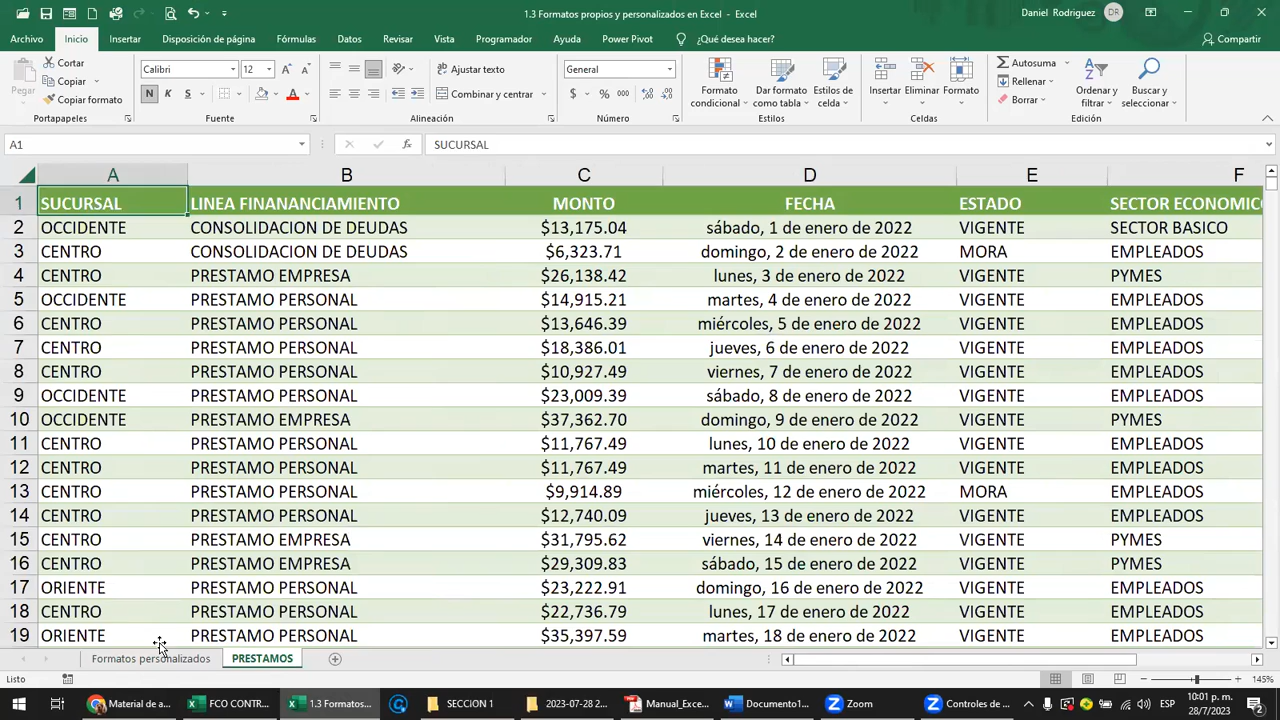 1.3 Formatos propios y personalizados en Excel - Excel
Daniel Rodriguez DR
Archivo Inicio Insertar Disposición de página Fórmulas Datos Revisar Vista Programador Ayuda Power Pivot ¿Qué desea hacer? Compartir
Pegar
Cortar
Copiar
Copiar formato
Portapapeles
Calibri 12
N K S
Fuente
Ajustar texto
Combinar y centrar
Alineación
General
$ % 000
Número
Formato condicional
Dar formato como tabla
Estilos de celda
Estilos
Insertar Eliminar Formato
Celdas
Autosuma
Rellenar
Borrar
Ordenar y filtrar
Buscar y seleccionar
Edición
A1 fx SUCURSAL
A B C D E F
1 SUCURSAL LINEA FINANANCIAMIENTO MONTO FECHA ESTADO SECTOR ECONOMIC
2 OCCIDENTE CONSOLIDACION DE DEUDAS $13,175.04 sábado, 1 de enero de 2022 VIGENTE SECTOR BASICO
3 CENTRO CONSOLIDACION DE DEUDAS $6,323.71 domingo, 2 de enero de 2022 MORA EMPLEADOS
4 CENTRO PRESTAMO EMPRESA $26,138.42 lunes, 3 de enero de 2022 VIGENTE PYMES
5 OCCIDENTE PRESTAMO PERSONAL $14,915.21 martes, 4 de enero de 2022 VIGENTE EMPLEADOS
6 CENTRO PRESTAMO PERSONAL $13,646.39 miércoles, 5 de enero de 2022 VIGENTE EMPLEADOS
7 CENTRO PRESTAMO PERSONAL $18,386.01 jueves, 6 de enero de 2022 VIGENTE EMPLEADOS
8 CENTRO PRESTAMO PERSONAL $10,927.49 viernes, 7 de enero de 2022 VIGENTE EMPLEADOS
9 OCCIDENTE PRESTAMO PERSONAL $23,009.39 sábado, 8 de enero de 2022 VIGENTE EMPLEADOS
10 OCCIDENTE PRESTAMO EMPRESA $37,362.70 domingo, 9 de enero de 2022 VIGENTE PYMES
11 CENTRO PRESTAMO PERSONAL $11,767.49 lunes, 10 de enero de 2022 VIGENTE EMPLEADOS
12 CENTRO PRESTAMO PERSONAL $11,767.49 martes, 11 de enero de 2022 VIGENTE EMPLEADOS
13 CENTRO PRESTAMO PERSONAL $9,914.89 miércoles, 12 de enero de 2022 MORA EMPLEADOS
14 CENTRO PRESTAMO PERSONAL $12,740.09 jueves, 13 de enero de 2022 VIGENTE EMPLEADOS
15 CENTRO PRESTAMO EMPRESA $31,795.62 viernes, 14 de enero de 2022 VIGENTE PYMES
16 CENTRO PRESTAMO EMPRESA $29,309.83 sábado, 15 de enero de 2022 VIGENTE PYMES
17 ORIENTE PRESTAMO PERSONAL $23,222.91 domingo, 16 de enero de 2022 VIGENTE EMPLEADOS
18 CENTRO PRESTAMO PERSONAL $22,736.79 lunes, 17 de enero de 2022 VIGENTE EMPLEADOS
19 ORIENTE PRESTAMO PERSONAL $35,397.59 martes, 18 de enero de 2022 VIGENTE EMPLEADOS
Formatos personalizados PRESTAMOS
Listo 145%
Material de a... FCO CONTR... 1.3 Formatos... SECCION 1 2023-07-28 2... Manual_Exce... Documento1... Zoom Controles de ... ESP 10:01 p. m.
28/7/2023